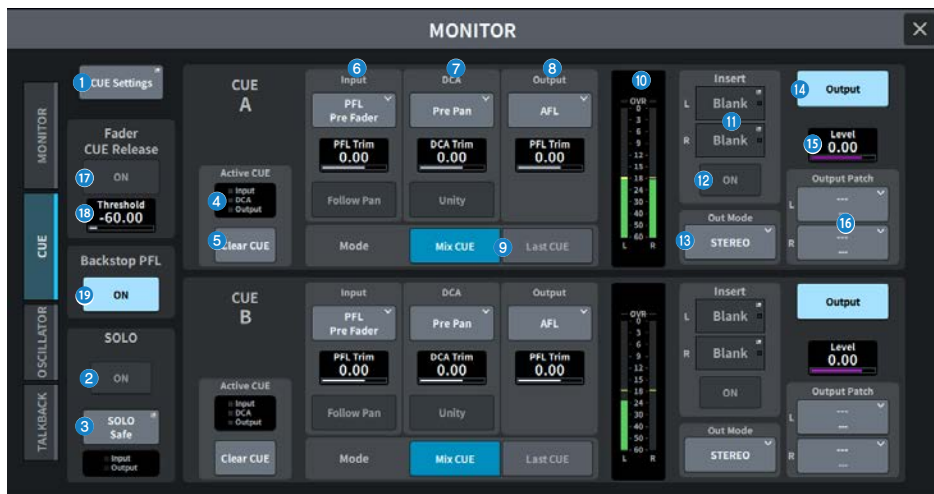 MONITOR
MONITOR
CUE
OSCILLATOR
TALKBACK
1 CUE Settings
Fader
CUE Release
17 ON
18 Threshold
-60.00
Backstop PFL
19 ON
SOLO
2 ON
3 SOLO
Safe
Input
Output
CUE
A
Active CUE
4 Input
DCA
Output
5 Clear CUE
6
Input
PFL
Pre Fader
PFL Trim
0.00
Follow Pan
7
DCA
Pre Pan
DCA Trim
0.00
Unity
8
Output
AFL
PFL Trim
0.00
Mode
Mix CUE
9
Last CUE
10
OVR
0
3
6
9
12
15
18
24
30
40
50
60
L R
Insert
L Blank
11
R Blank
12 ON
Out Mode
13 STEREO
14 Output
Level
15 0.00
Output Patch
L ---
---
16
R ---
---
CUE
B
Active CUE
Input
DCA
Output
Clear CUE
Input
PFL
Pre Fader
PFL Trim
0.00
Follow Pan
DCA
Pre Pan
DCA Trim
0.00
Unity
Output
AFL
PFL Trim
0.00
Mode
Mix CUE
Last CUE
OVR
0
3
6
9
12
15
18
24
30
40
50
60
L R
Insert
L Blank
R Blank
ON
Out Mode
STEREO
Output
Level
0.00
Output Patch
L ---
---
R ---
---